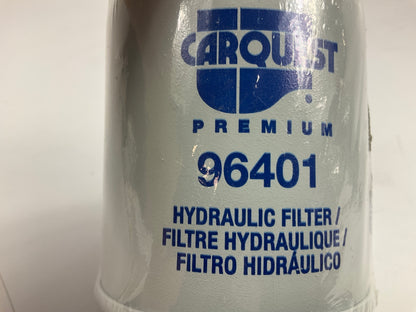 CARQUEST
PREMIUM
96401
HYDRAULIC FILTER /
FILTRE HYDRAULIQUE /
FILTRO HIDRÁULICO